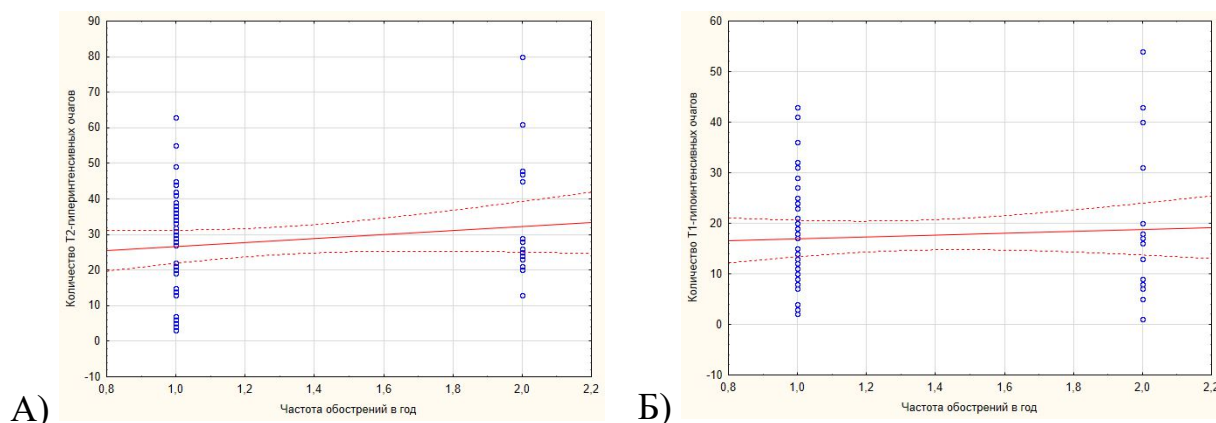 А)
Количество Т2-гиперинтенсивных очагов
90
80
70
60
50
40
30
20
10
0
-10
0,8 1,0 1,2 1,4 1,6 1,8 2,0 2,2
Частота обострений в год
Б)
Количество Т1-гипоинтенсивных очагов
60
50
40
30
20
10
0
-10
0,8 1,0 1,2 1,4 1,6 1,8 2,0 2,2
Частота обострений в год